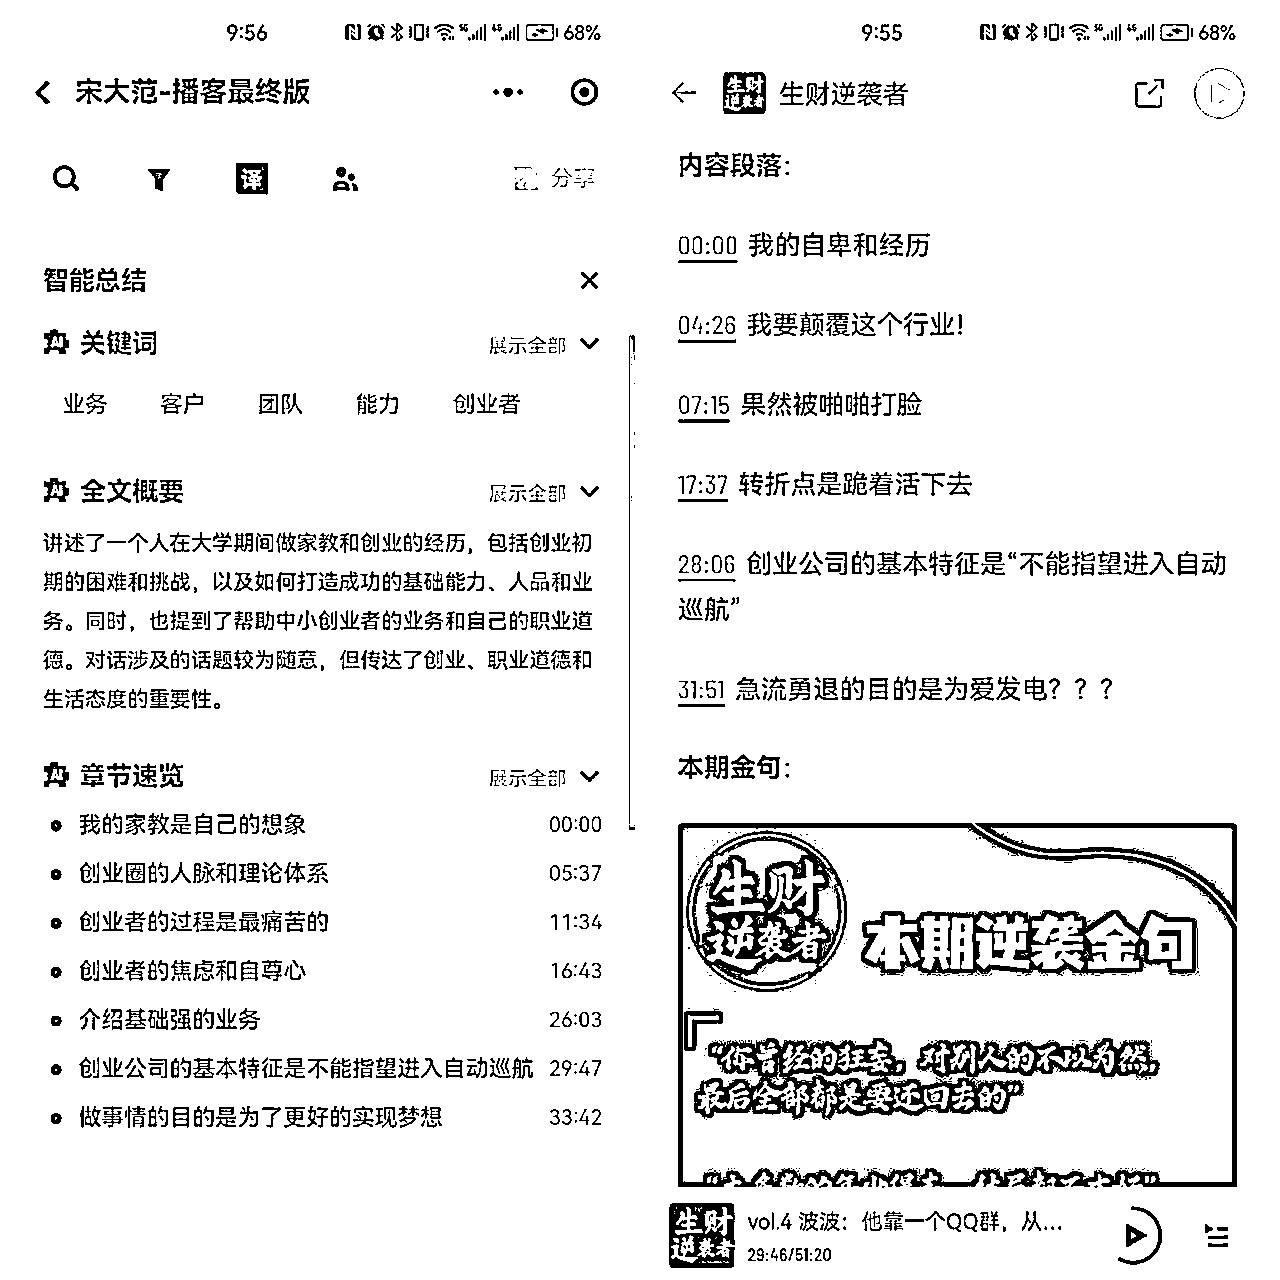 9:56
68%
宋大范-播客最终版
译
分享
智能总结
关键词
展示全部
业务 客户 团队 能力 创业者
全文概要
展示全部
讲述了一个人在大学期间做家教和创业的经历，包括创业初
期的困难和挑战，以及如何打造成功的基础能力、人品和业
务。同时，也提到了帮助中小创业者的业务和自己的职业道
德。对话涉及的话题较为随意，但传达了创业、职业道德和
生活态度的重要性。
章节速览
展示全部
我的家教是自己的想象 00:00
创业圈的人脉和理论体系 05:37
创业者的过程是最痛苦的 11:34
创业者的焦虑和自尊心 16:43
介绍基础强的业务 26:03
创业公司的基本特征是不能指望进入自动巡航 29:47
做事情的目的是为了更好的实现梦想 33:42
9:55
68%
生财逆袭者
生财逆袭者
内容段落：
00:00 我的自卑和经历
04:26 我要颠覆这个行业！
07:15 果然被啪啪打脸
17:37 转折点是跪着活下去
28:06 创业公司的基本特征是“不能指望进入自动
巡航”
31:51 急流勇退的目的是为爱发电？？？
本期金句：
生财
逆袭者
本期逆袭金句
“你曾经的狂妄，对别人的不以为然，
最后全部都是要还回去的”
生财
逆袭者
vol.4 波波：他靠一个QQ群，从...
29:46/51:20